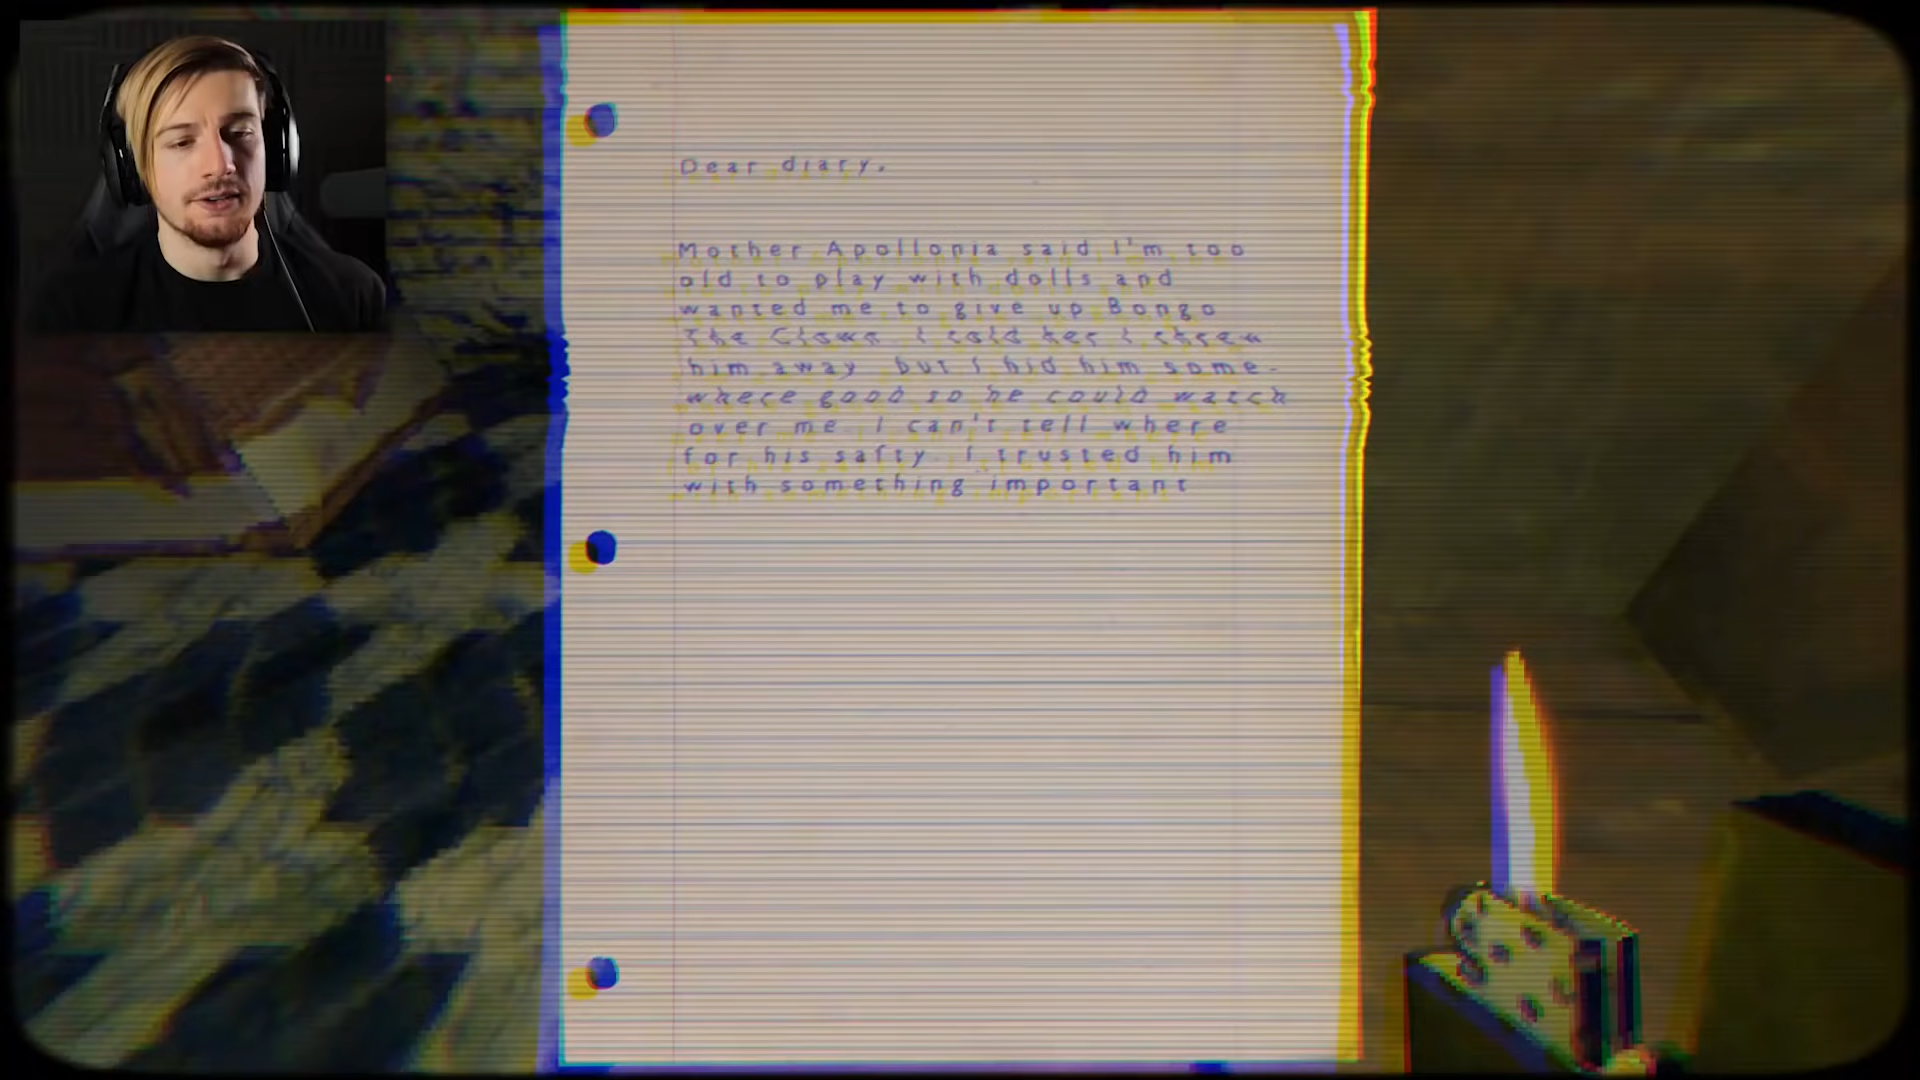 Dear diary,
Mother Apollonia said I'm too
old to play with dolls and
wanted me to give up Bongo
The Clown. I told her I threw
him away, but I hid him some-
where good so he could watch
over me. I can't tell where
for his safty. I trusted him
with something important